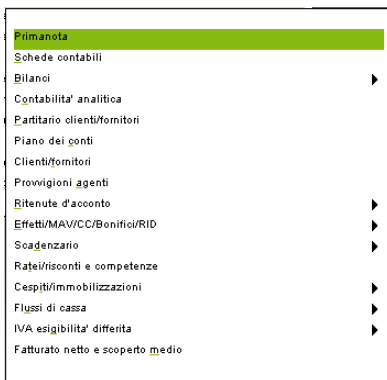 Primanota
Schede contabili
Bilanci
Contabilita' analitica
Partitario clienti/fornitori
Piano dei conti
Clienti/fornitori
Provvigioni agenti
Ritenute d'acconto
Effetti/MAV/CC/Bonifici/RID
Scadenzario
Ratei/risconti e competenze
Cespiti/immobilizzazioni
Flussi di cassa
IVA esigibilita' differita
Fatturato netto e scoperto medio